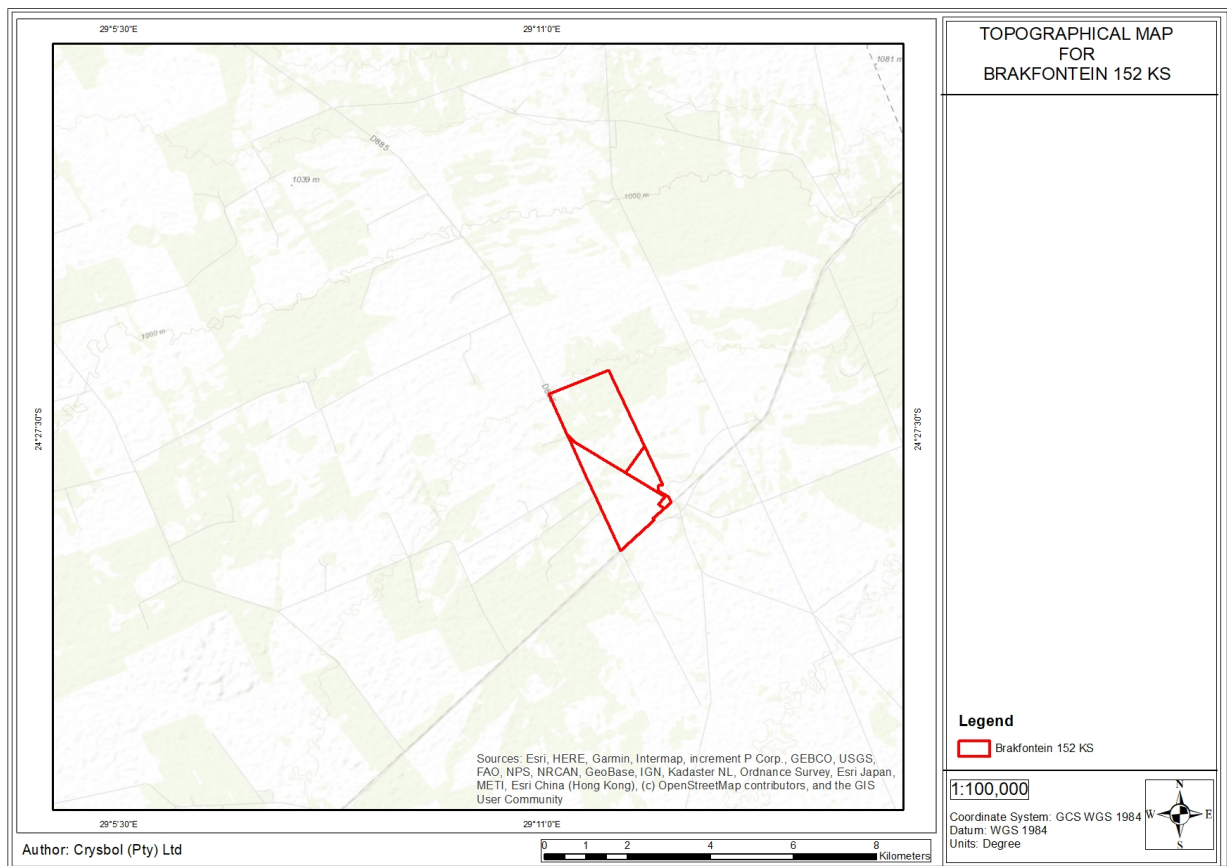 29°5'30"E
29°11'0"E
TOPOGRAPHICAL MAP
FOR
BRAKFONTEIN 152 KS
1081 m
D885
1039 m
1000 m
1000 m
24°27'30"S
24°27'30"S
Sources: Esri, HERE, Garmin, Intermap, increment P Corp., GEBCO, USGS,
FAO, NPS, NRCAN, GeoBase, IGN, Kadaster NL, Ordnance Survey, Esri Japan,
METI, Esri China (Hong Kong), (c) OpenStreetMap contributors, and the GIS
User Community
Legend
Brakfontein 152 KS
1:100,000
Coordinate System: GCS WGS 1984
Datum: WGS 1984
Units: Degree
N
W
E
S
29°5'30"E
29°11'0"E
Author: Crysbol (Pty) Ltd
0 1 2 4 6 8
Kilometers